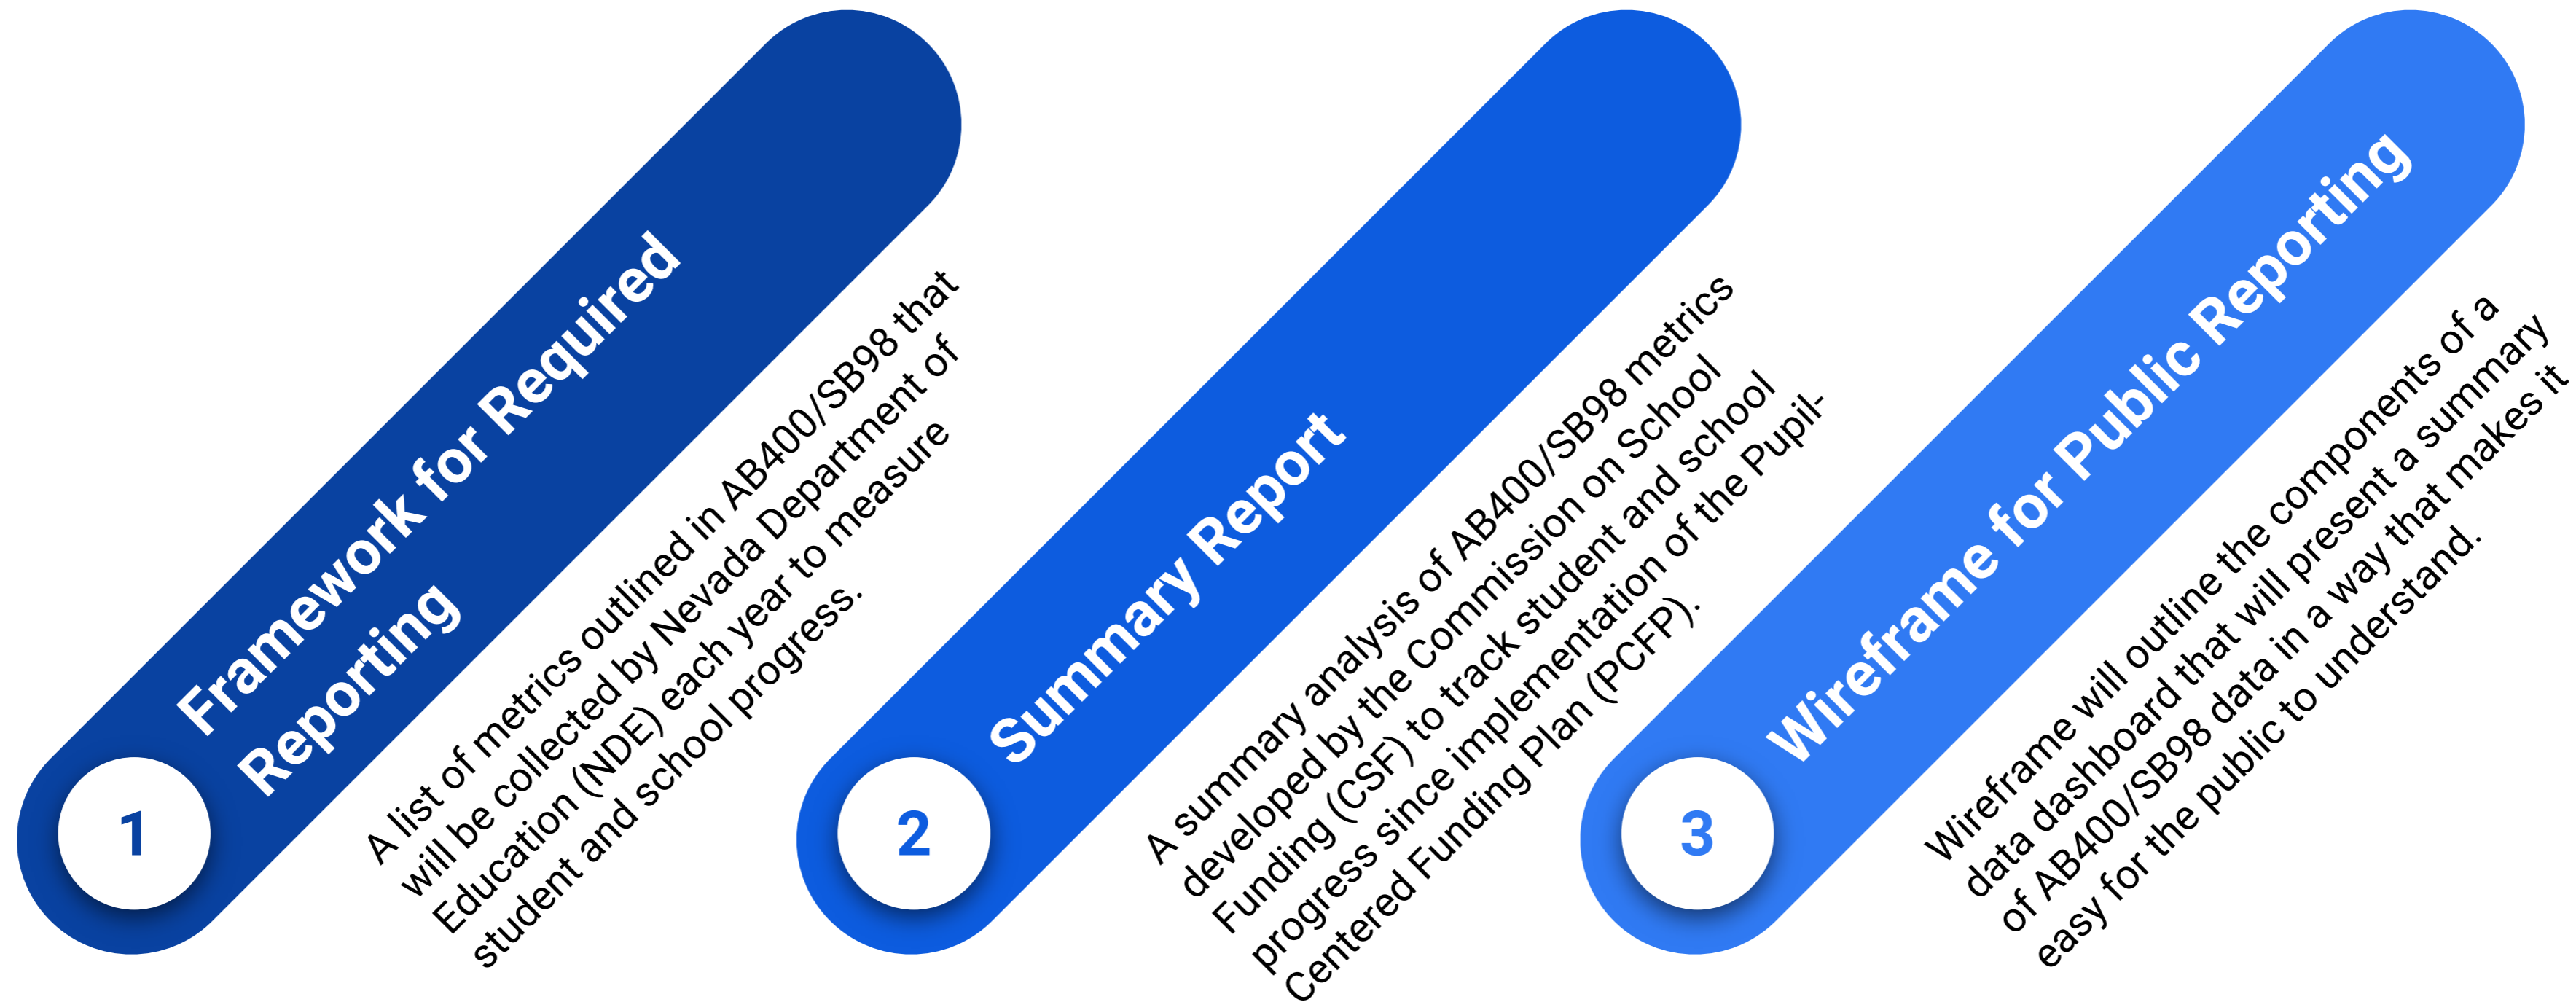 1
Framework for Required
Reporting
A list of metrics outlined in AB400/SB98 that
will be collected by Nevada Department of
Education (NDE) each year to measure
student and school progress.
2
Summary Report
A summary analysis of AB400/SB98 metrics
developed by the Commission on School
Funding (CSF) to track student and school
progress since implementation of the Pupil-
Centered Funding Plan (PCFP).
3
Wireframe for Public Reporting
Wireframe will outline the components of a
data dashboard that will present a summary
of AB400/SB98 data in a way that makes it
easy for the public to understand.